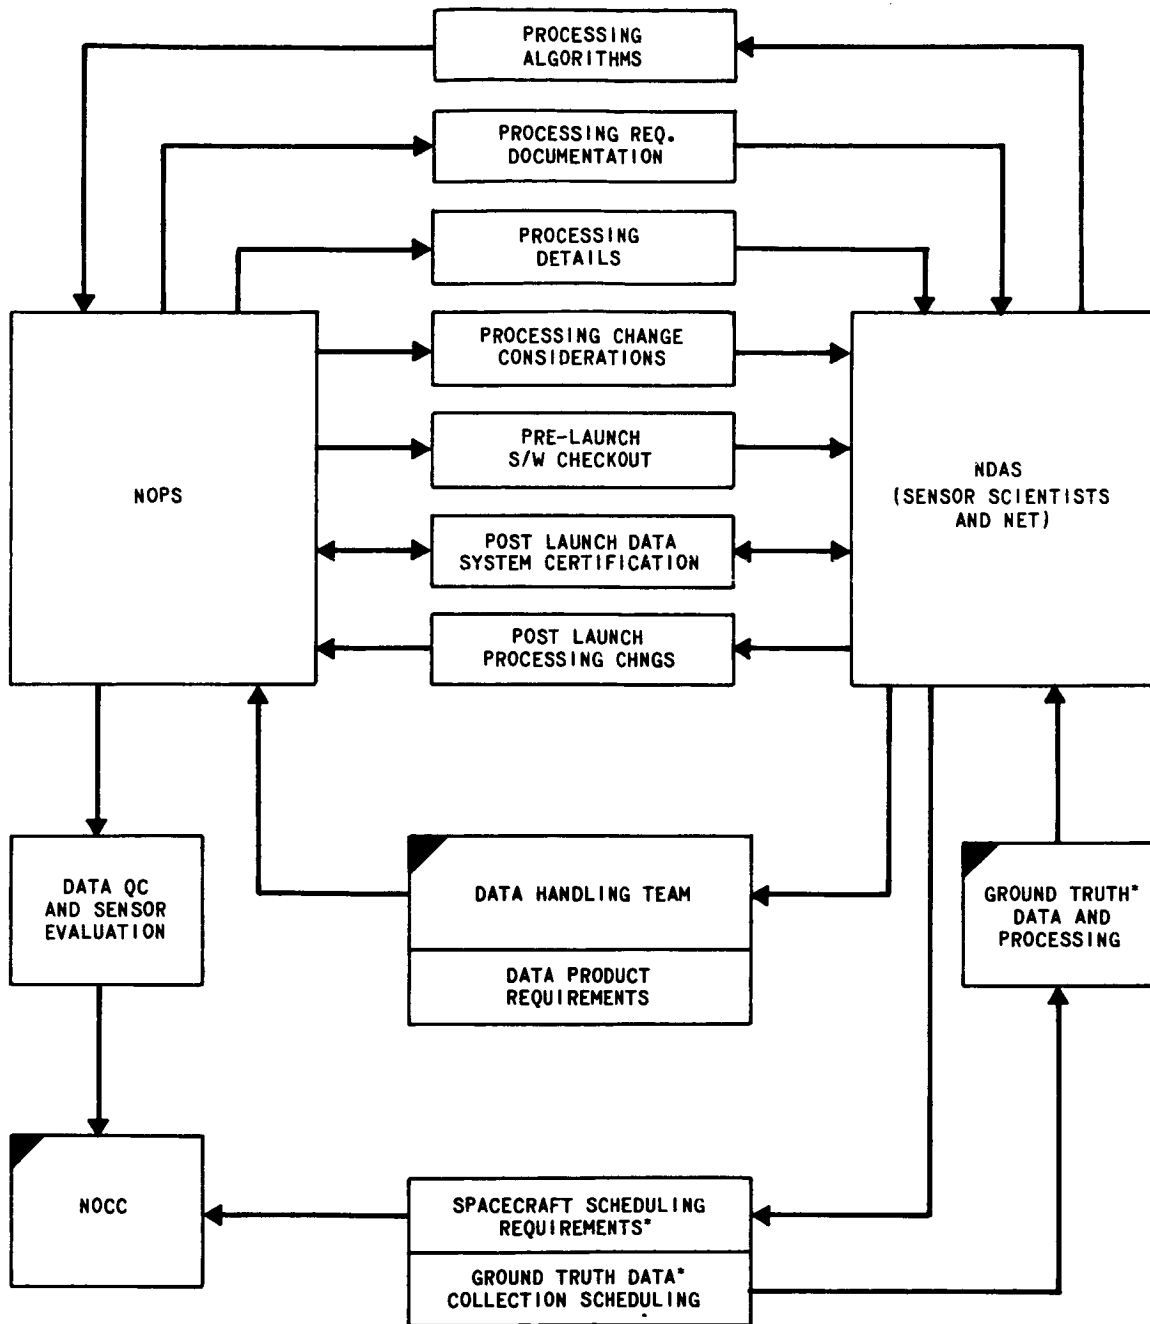 PROCESSING
ALGORITHMS
PROCESSING REQ.
DOCUMENTATION
PROCESSING
DETAILS
PROCESSING CHANGE
CONSIDERATIONS
PRE-LAUNCH
S/W CHECKOUT
NOPS
NDAS
(SENSOR SCIENTISTS
AND NET)
POST LAUNCH DATA
SYSTEM CERTIFICATION
POST LAUNCH
PROCESSING CHNGS
DATA QC
AND SENSOR
EVALUATION
DATA HANDLING TEAM
DATA PRODUCT
REQUIREMENTS
GROUND TRUTH*
DATA AND
PROCESSING
NOCC
SPACECRAFT SCHEDULING
REQUIREMENTS*
GROUND TRUTH DATA*
COLLECTION SCHEDULING